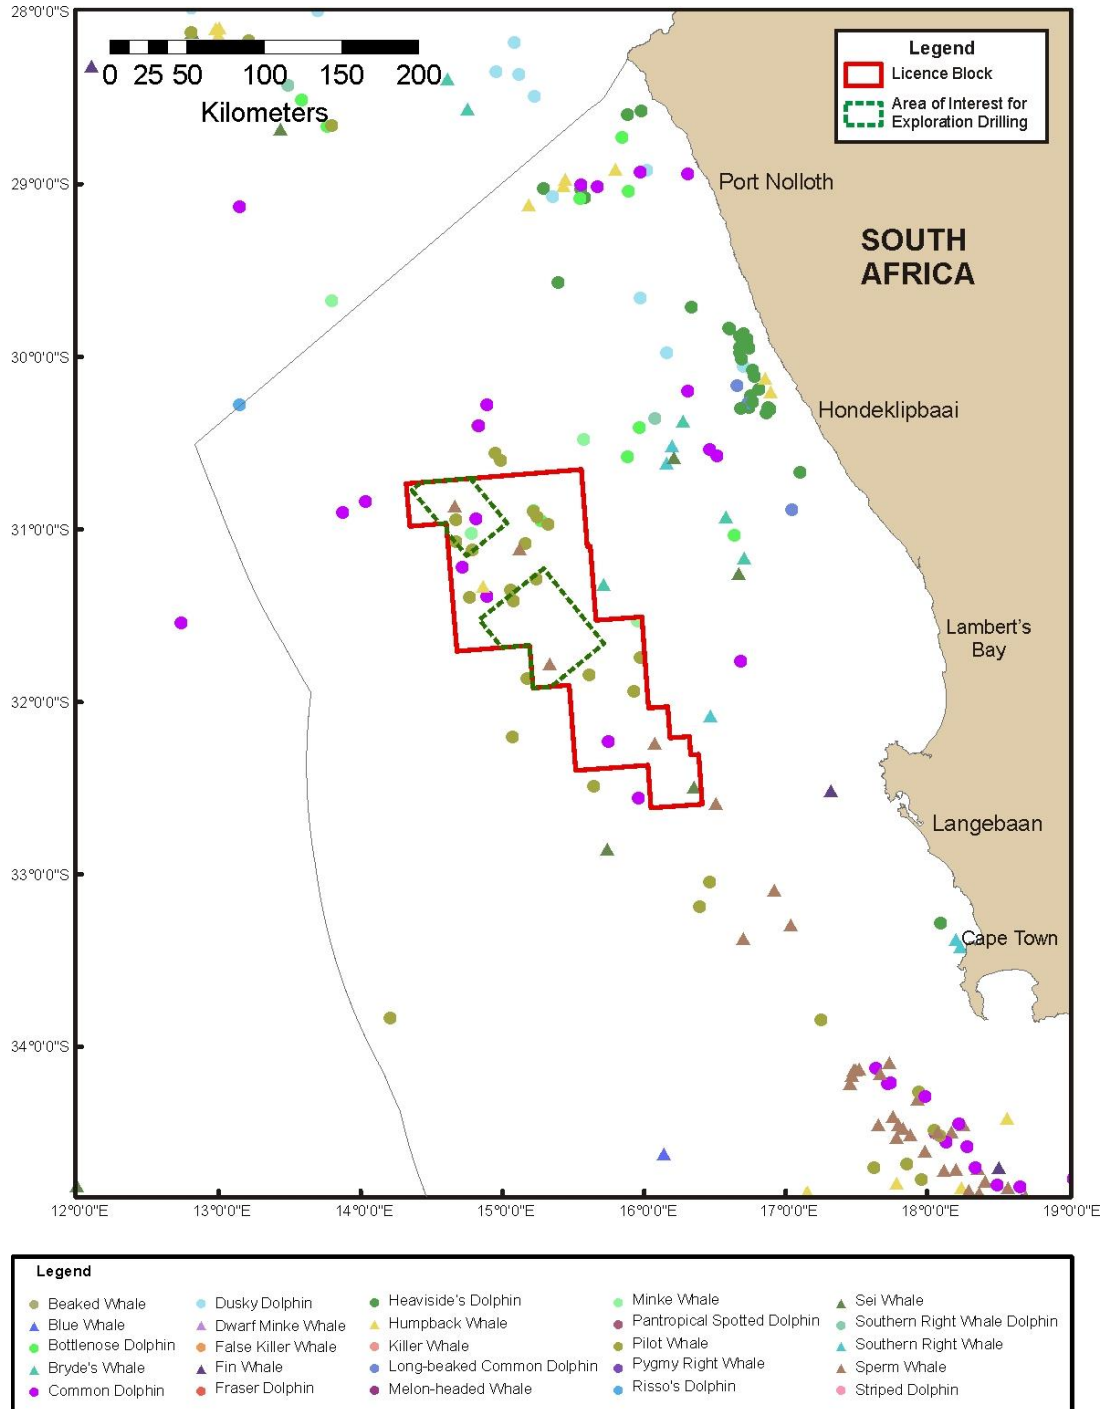 28°0'0"S
29°0'0"S
30°0'0"S
31°0'0"S
32°0'0"S
33°0'0"S
34°0'0"S
0 25 50 100 150 200
Kilometers
Legend
Licence Block
Area of Interest for
Exploration Drilling
Port Nolloth
SOUTH
AFRICA
Hondeklipbaai
Lambert's
Bay
Langebaan
Cape Town
12°0'0"E 13°0'0"E 14°0'0"E 15°0'0"E 16°0'0"E 17°0'0"E 18°0'0"E 19°0'0"E
Legend
Beaked Whale
Blue Whale
Bottlenose Dolphin
Bryde's Whale
Common Dolphin
Dusky Dolphin
Dwarf Minke Whale
False Killer Whale
Fin Whale
Fraser Dolphin
Heaviside's Dolphin
Humpback Whale
Killer Whale
Long-beaked Common Dolphin
Melon-headed Whale
Minke Whale
Pantropical Spotted Dolphin
Pilot Whale
Pygmy Right Whale
Risso's Dolphin
Sei Whale
Southern Right Whale Dolphin
Southern Right Whale
Sperm Whale
Striped Dolphin